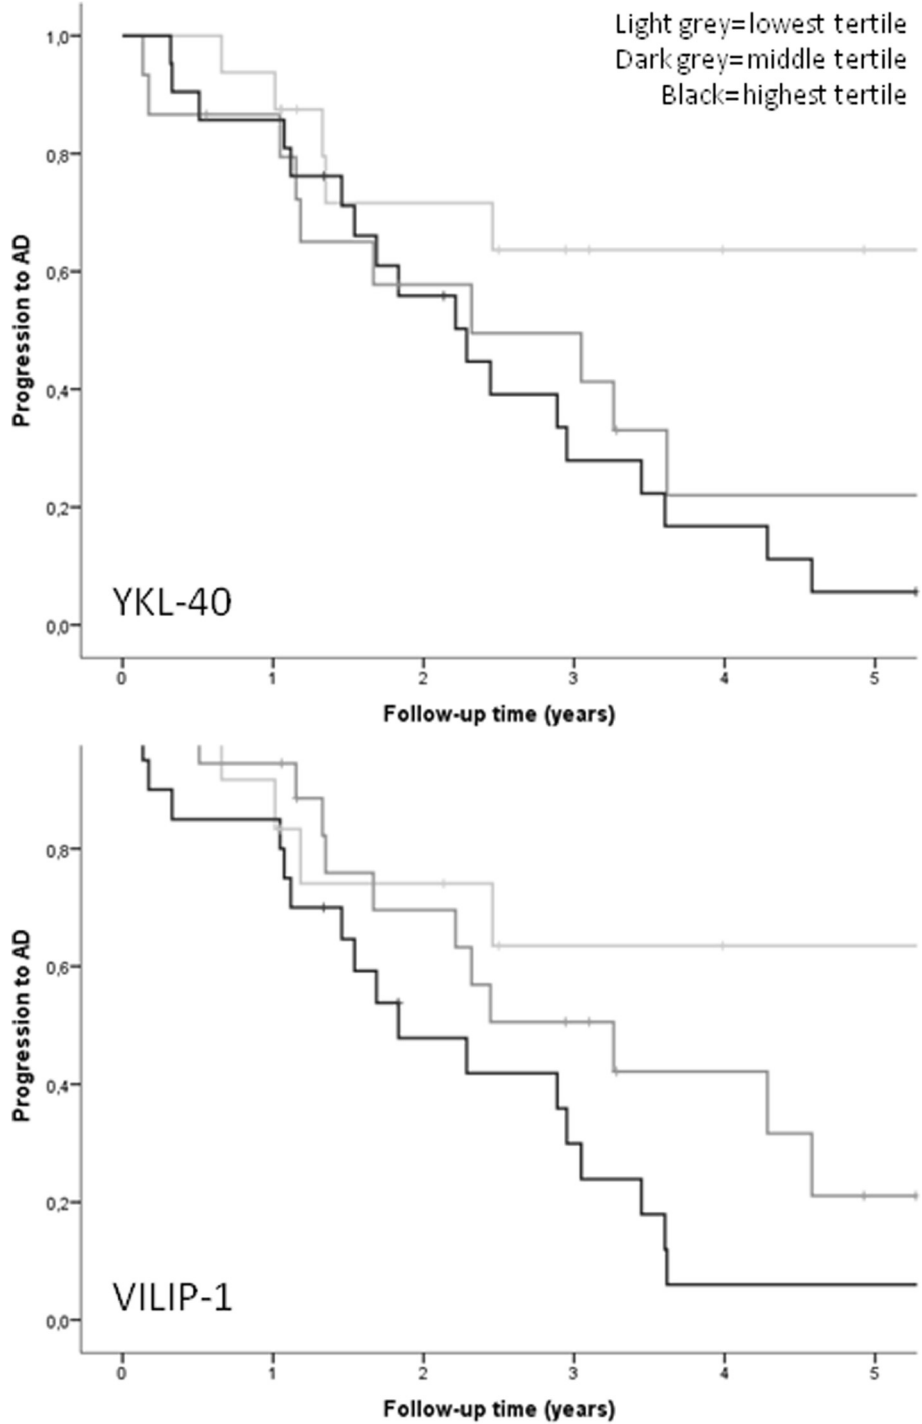 Light grey=lowest tertile
Dark grey=middle tertile
Black=highest tertile
1,0
0,8
0,6
0,4
0,2
0,0
Progression to AD
YKL-40
0 1 2 3 4 5
Follow-up time (years)
0,8
0,6
0,4
0,2
0,0
Progression to AD
VILIP-1
0 1 2 3 4 5
Follow-up time (years)